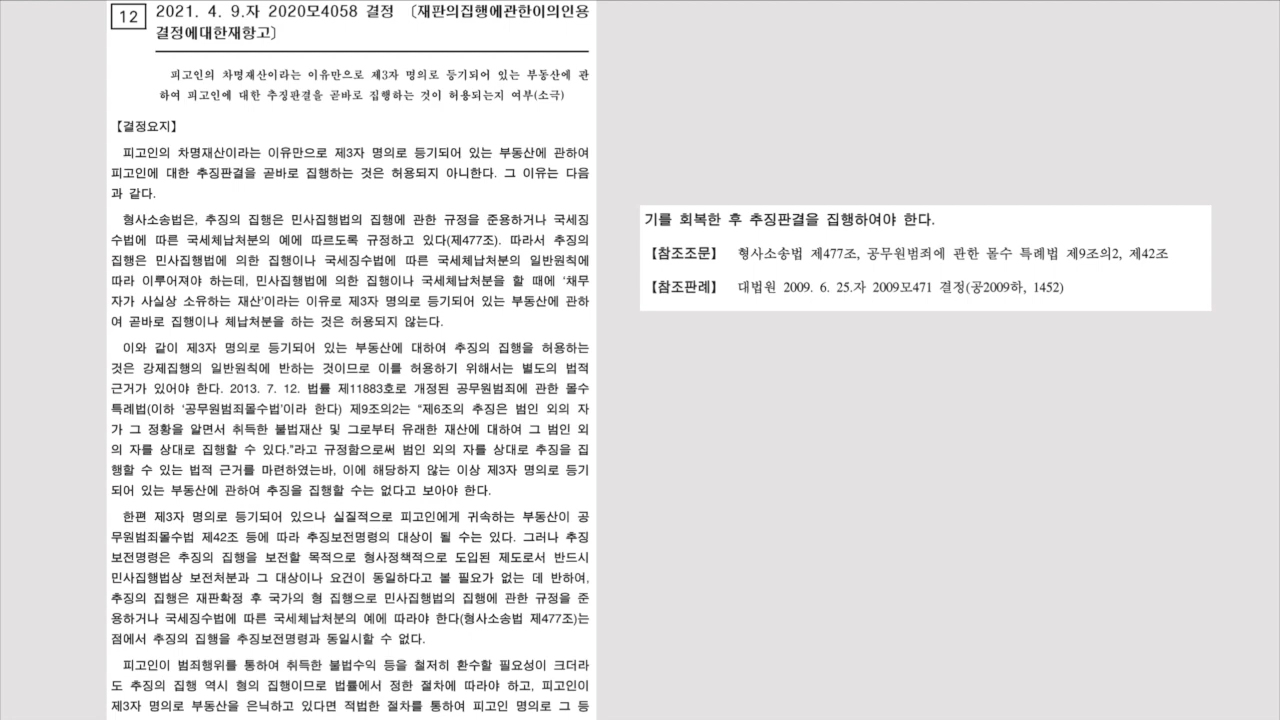 12
2021. 4. 9.자 2020모4058 결정 〔재판의집행에관한이의인용
결정에대한재항고〕
피고인의 차명재산이라는 이유만으로 제3자 명의로 등기되어 있는 부동산에 관
하여 피고인에 대한 추징판결을 곧바로 집행하는 것이 허용되는지 여부(소극)
【결정요지】
피고인의 차명재산이라는 이유만으로 제3자 명의로 등기되어 있는 부동산에 관하여
피고인에 대한 추징판결을 곧바로 집행하는 것은 허용되지 아니한다. 그 이유는 다음
과 같다.
형사소송법은, 추징의 집행은 민사집행법의 집행에 관한 규정을 준용하거나 국세징
수법에 따른 국세체납처분의 예에 따르도록 규정하고 있다(제477조). 따라서 추징의
집행은 민사집행법에 의한 집행이나 국세징수법에 따른 국세체납처분의 일반원칙에
따라 이루어져야 하는데, 민사집행법에 의한 집행이나 국세체납처분을 할 때에 ‘채무
자가 사실상 소유하는 재산’이라는 이유로 제3자 명의로 등기되어 있는 부동산에 관하
여 곧바로 집행이나 체납처분을 하는 것은 허용되지 않는다.
이와 같이 제3자 명의로 등기되어 있는 부동산에 대하여 추징의 집행을 허용하는
것은 강제집행의 일반원칙에 반하는 것이므로 이를 허용하기 위해서는 별도의 법적
근거가 있어야 한다. 2013. 7. 12. 법률 제11883호로 개정된 공무원범죄에 관한 몰수
특례법(이하 ‘공무원범죄몰수법’이라 한다) 제9조의2는 “제6조의 추징은 범인 외의 자
가 그 정황을 알면서 취득한 불법재산 및 그로부터 유래한 재산에 대하여 그 범인 외
의 자를 상대로 집행할 수 있다.”라고 규정함으로써 범인 외의 자를 상대로 추징을 집
행할 수 있는 법적 근거를 마련하였는바, 이에 해당하지 않는 이상 제3자 명의로 등기
되어 있는 부동산에 관하여 추징을 집행할 수는 없다고 보아야 한다.
한편 제3자 명의로 등기되어 있으나 실질적으로 피고인에게 귀속하는 부동산이 공
무원범죄몰수법 제42조 등에 따라 추징보전명령의 대상이 될 수는 있다. 그러나 추징
보전명령은 추징의 집행을 보전할 목적으로 형사정책적으로 도입된 제도로서 반드시
민사집행법상 보전처분과 그 대상이나 요건이 동일하다고 볼 필요가 없는 데 반하여,
추징의 집행은 재판확정 후 국가의 형 집행으로 민사집행법의 집행에 관한 규정을 준
용하거나 국세징수법에 따른 국세체납처분의 예에 따라야 한다(형사소송법 제477조)는
점에서 추징의 집행을 추징보전명령과 동일시할 수 없다.
피고인이 범죄행위를 통하여 취득한 불법수익 등을 철저히 환수할 필요성이 크더라
도 추징의 집행 역시 형의 집행이므로 법률에서 정한 절차에 따라야 하고, 피고인이
제3자 명의로 부동산을 은닉하고 있다면 적법한 절차를 통하여 피고인 명의로 그 등
기를 회복한 후 추징판결을 집행하여야 한다.
【참조조문】 형사소송법 제477조, 공무원범죄에 관한 몰수 특례법 제9조의2, 제42조
【참조판례】 대법원 2009. 6. 25.자 2009모471 결정(공2009하, 1452)